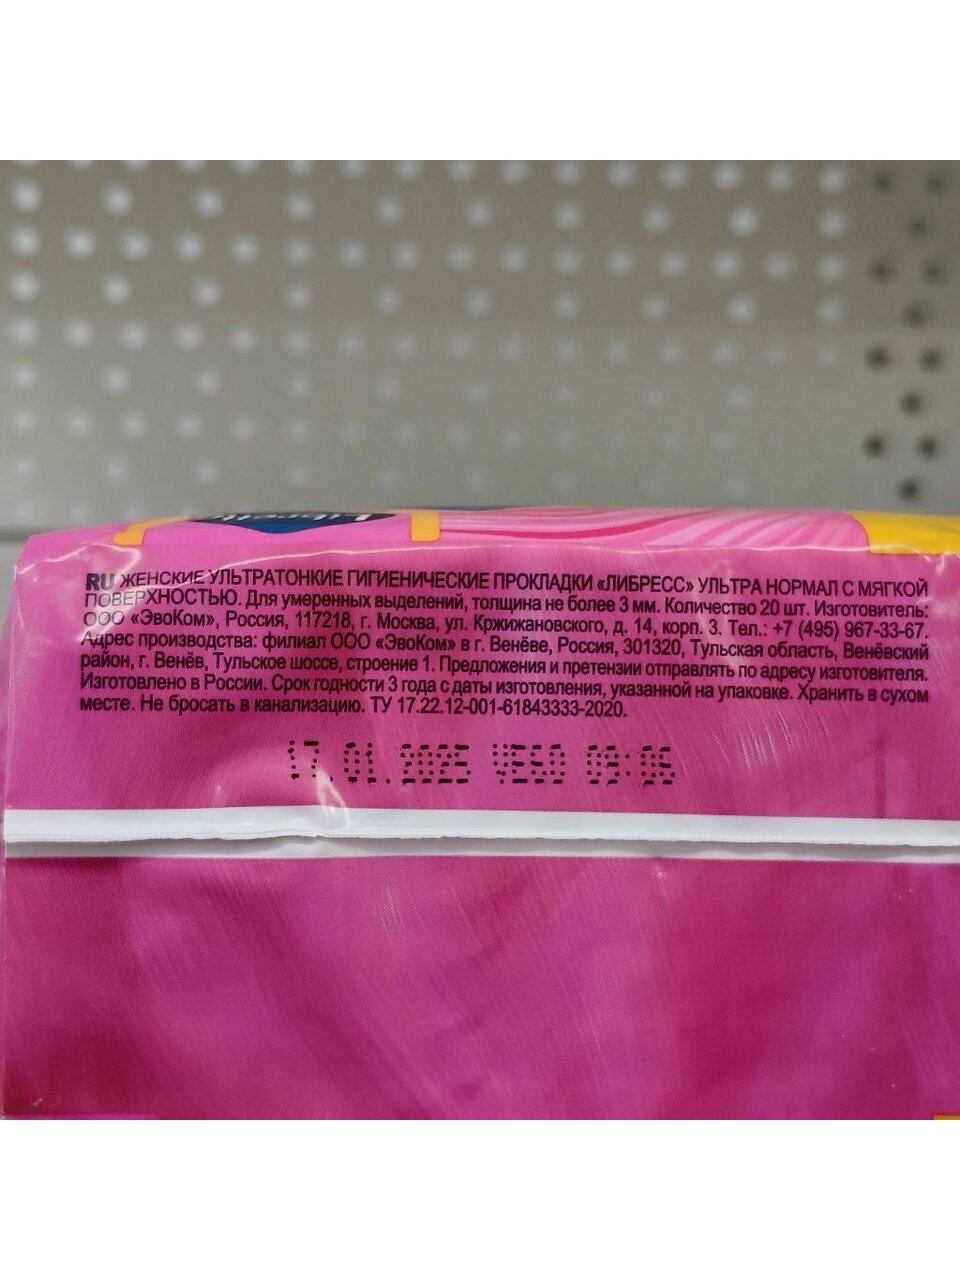 Libresse
RU ЖЕНСКИЕ УЛЬТРАТОНКИЕ ГИГИЕНИЧЕСКИЕ ПРОКЛАДКИ «ЛИБРЕСС» УЛЬТРА НОРМАЛ С МЯГКОЙ
ПОВЕРХНОСТЬЮ. Для умеренных выделений, толщина не более 3 мм. Количество 20 шт. Изготовитель:
ООО «ЭвоКом», Россия, 117218, г. Москва, ул. Кржижановского, д. 14, корп. 3. Тел.: +7 (495) 967-33-67.
Адрес производства: филиал ООО «ЭвоКом» в г. Венёве, Россия, 301320, Тульская область, Венёвский
район, г. Венёв, Тульское шоссе, строение 1. Предложения и претензии отправлять по адресу изготовителя.
Изготовлено в России. Срок годности 3 года с даты изготовления, указанной на упаковке. Хранить в сухом
месте. Не бросать в канализацию. ТУ 17.22.12-001-61843333-2020.
17.01.2025 VES0 09:05